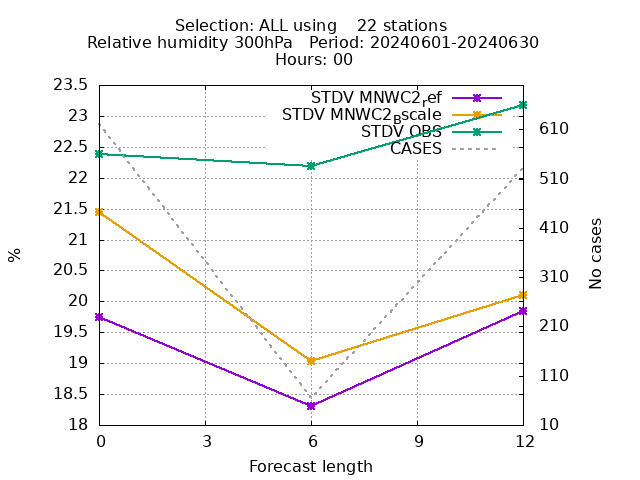 Selection: ALL using    22 stations
Relative humidity 300hPa   Period: 20240601-20240630
Hours: 00
STDV MNWC2_ref
STDV MNWC2_Bscale
STDV OBS
CASES
23.5
23
22.5
22
21.5
21
20.5
20
19.5
19
18.5
18
%
610
510
410
310
210
110
10
No cases
0 3 6 9 12
Forecast length